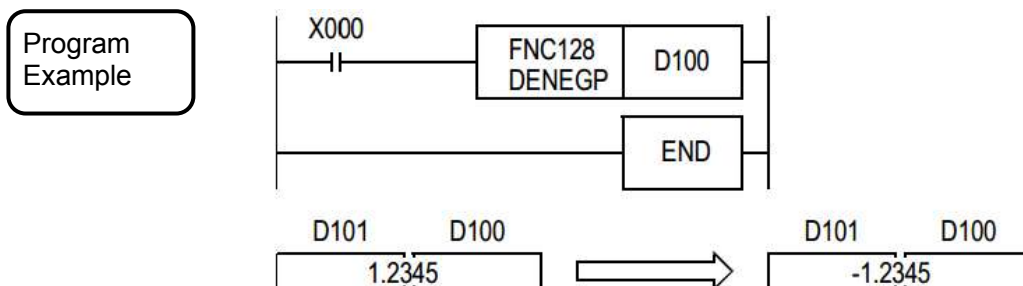 Program
Example
X000
FNC128
DENEGP
D100
END
D101 D100
1.2345
D101 D100
-1.2345